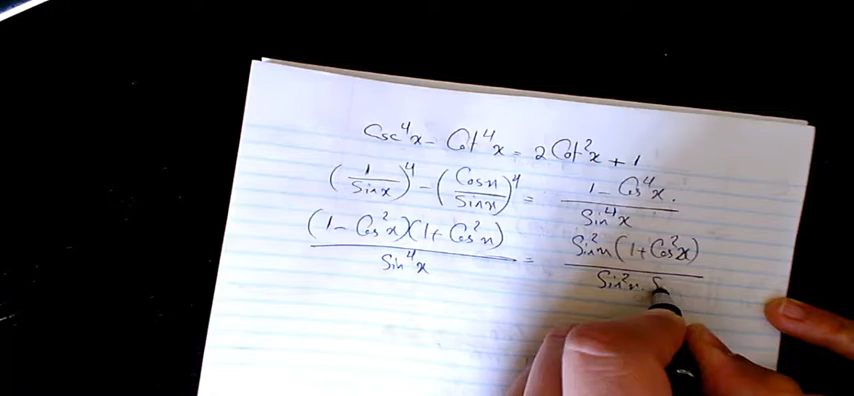 Csc⁴x - Cot⁴x = 2Cot²x + 1
(1/Sinx)⁴ - (Cosx/Sinx)⁴ = 1 - Cos⁴x / Sin⁴x
(1 - Cos²x)(1 + Cos²x) / Sin⁴x = Sin²x(1 + Cos²x) / Sin²x · S